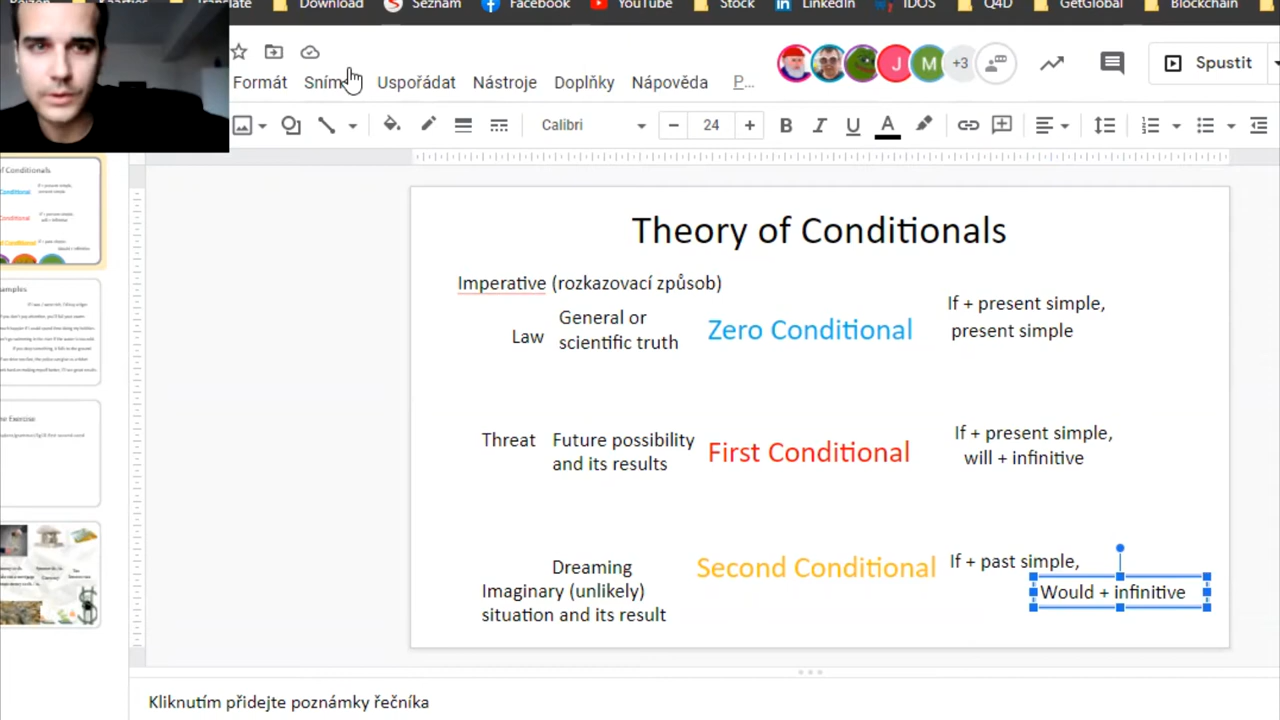 Translate
Download
Seznam
Facebook
YouTube
Stock
LinkedIn
IDOS
Q4D
GetGlobal
Blockchain
Formát
Sním
Uspořádat
Nástroje
Doplňky
Nápověda
P...
J
M
+3
Spustit
Calibri
24
B
I
U
A
Theory of Conditionals
Imperative (rozkazovací způsob)
Law
General or
scientific truth
Zero Conditional
If + present simple,
present simple
Threat
Future possibility
and its results
First Conditional
If + present simple,
will + infinitive
Dreaming
Imaginary (unlikely)
situation and its result
Second Conditional
If + past simple,
Would + infinitive
Kliknutím přidejte poznámky řečníka